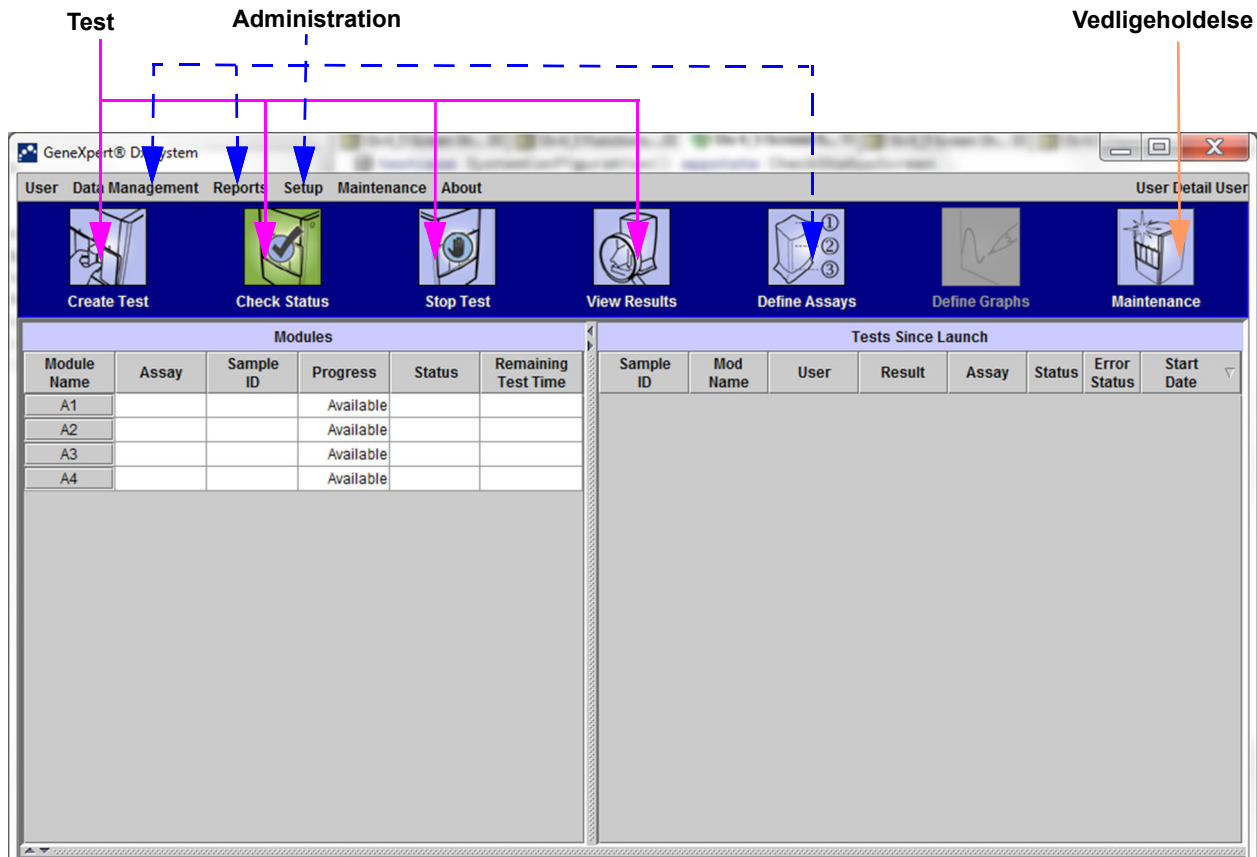 Test Administration Vedligeholdelse
GeneXpert® Dx System
User Data Management Reports Setup Maintenance About User Detail User
Create Test Check Status Stop Test View Results Define Assays Define Graphs Maintenance
① ② ③
Modules
Module Name Assay Sample ID Progress Status Remaining Test Time
A1 Available
A2 Available
A3 Available
A4 Available
Tests Since Launch
Sample ID Mod Name User Result Assay Status Error Status Start Date